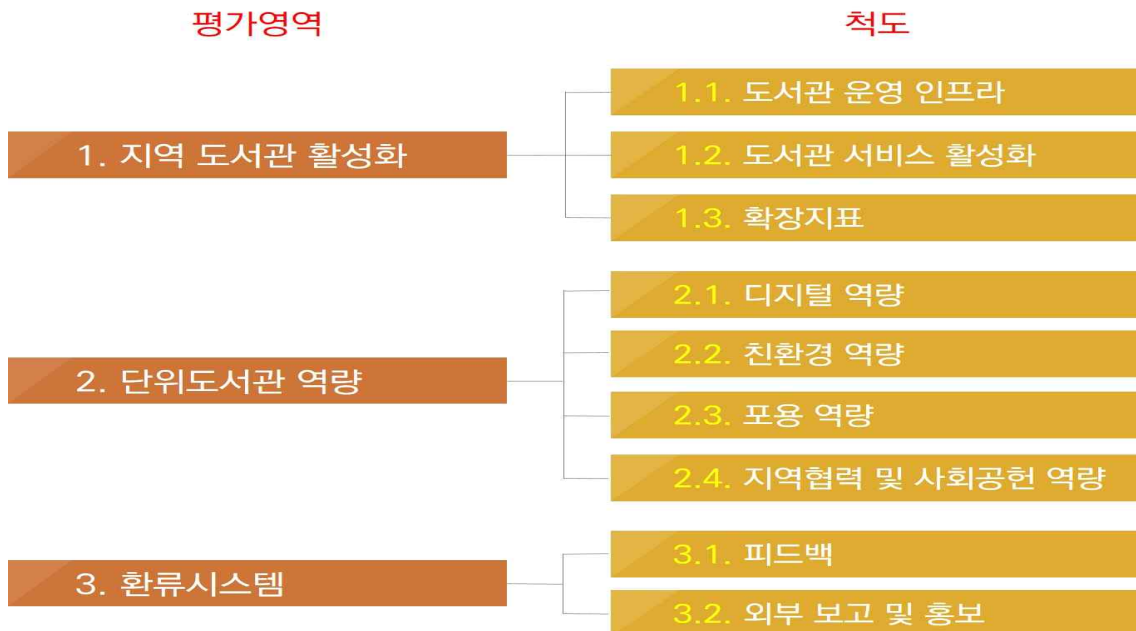 평가영역
척도
1. 지역 도서관 활성화
1.1. 도서관 운영 인프라
1.2. 도서관 서비스 활성화
1.3. 확장지표
2. 단위도서관 역량
2.1. 디지털 역량
2.2. 친환경 역량
2.3. 포용 역량
2.4. 지역협력 및 사회공헌 역량
3. 환류시스템
3.1. 피드백
3.2. 외부 보고 및 홍보